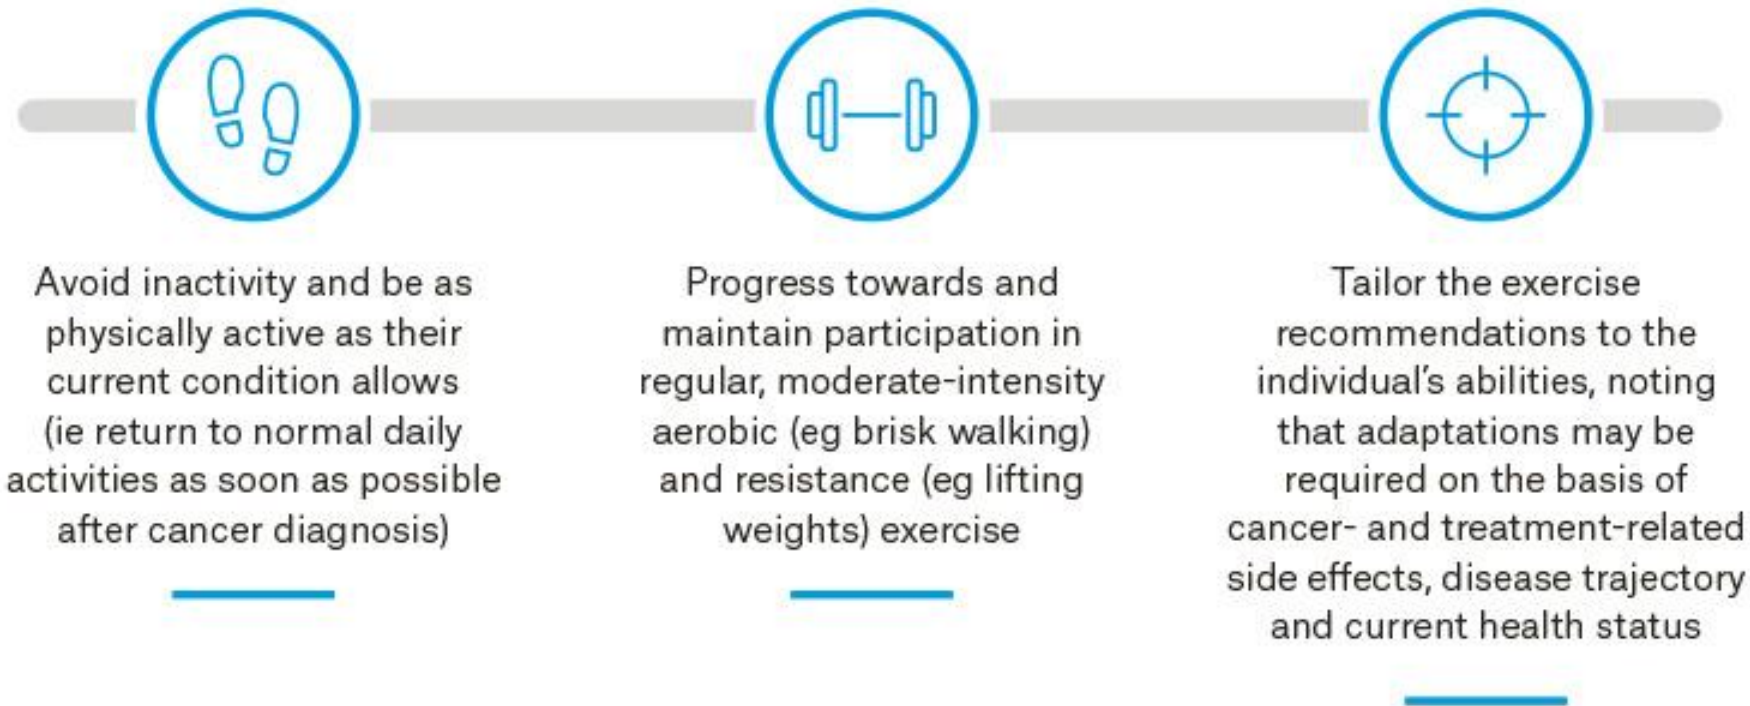 Avoid inactivity and be as
physically active as their
current condition allows
(ie return to normal daily
activities as soon as possible
after cancer diagnosis)
Progress towards and
maintain participation in
regular, moderate-intensity
aerobic (eg brisk walking)
and resistance (eg lifting
weights) exercise
Tailor the exercise
recommendations to the
individual's abilities, noting
that adaptations may be
required on the basis of
cancer- and treatment-related
side effects, disease trajectory
and current health status